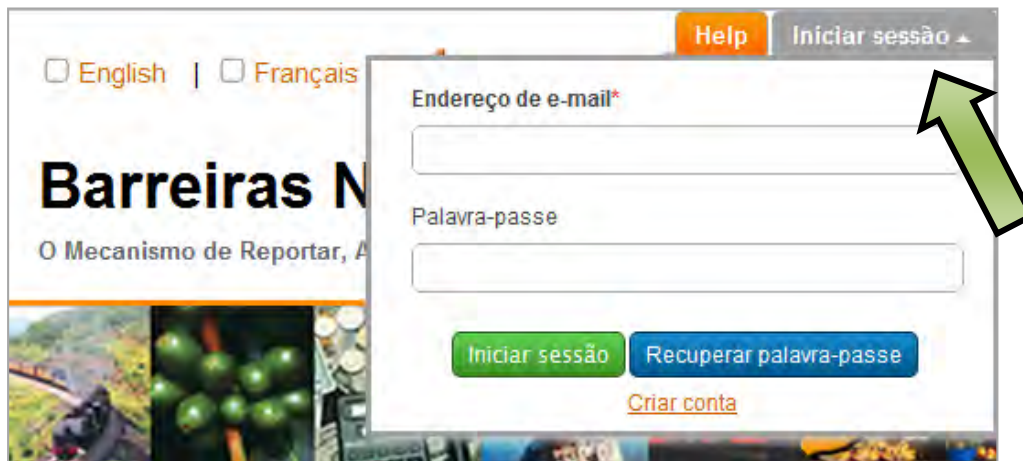 Help Iniciar sessão
English | Français
Endereço de e-mail*
Barreiras N
Palavra-passe
O Mecanismo de Reportar, A
Iniciar sessão Recuperar palavra-passe
Criar conta